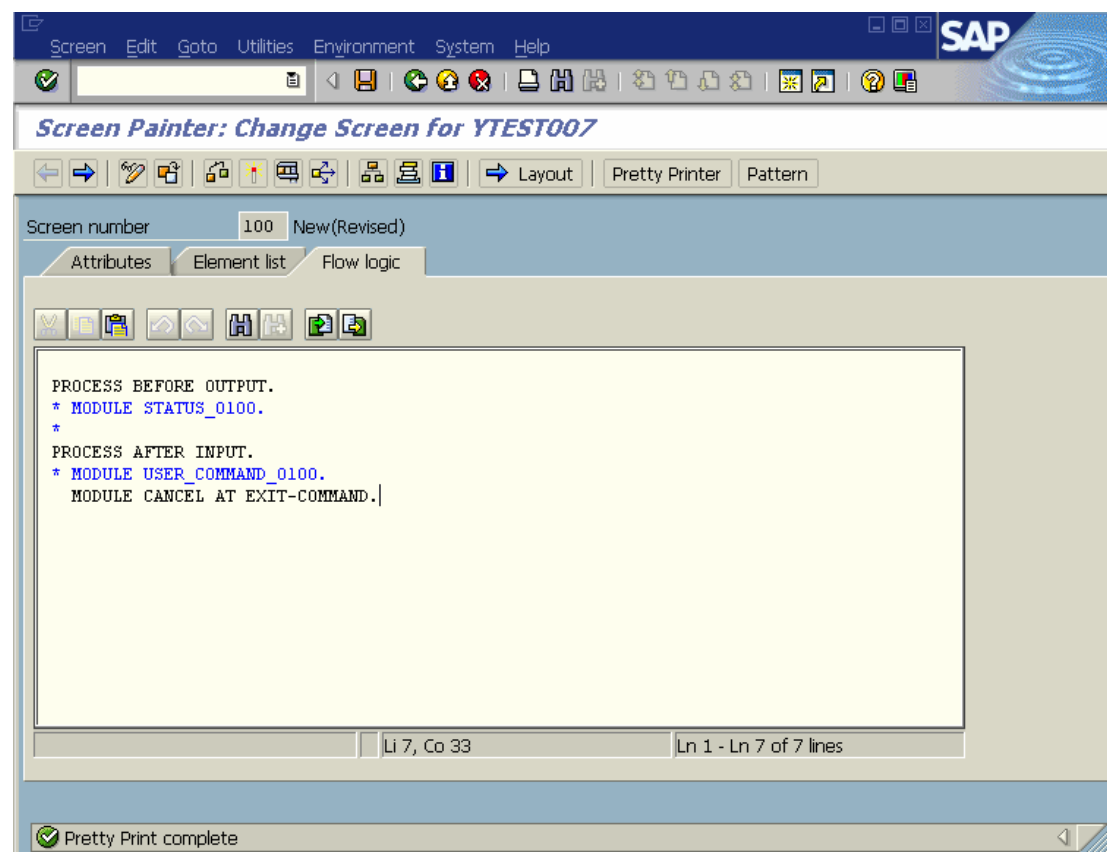 Screen Edit Goto Utilities Environment System Help
SAP
Screen Painter: Change Screen for YTEST007
Layout Pretty Printer Pattern
Screen number 100 New(Revised)
Attributes Element list Flow logic
PROCESS BEFORE OUTPUT.
* MODULE STATUS_0100.
*
PROCESS AFTER INPUT.
* MODULE USER_COMMAND_0100.
MODULE CANCEL AT EXIT-COMMAND.
Li 7, Co 33 Ln 1 - Ln 7 of 7 lines
Pretty Print complete